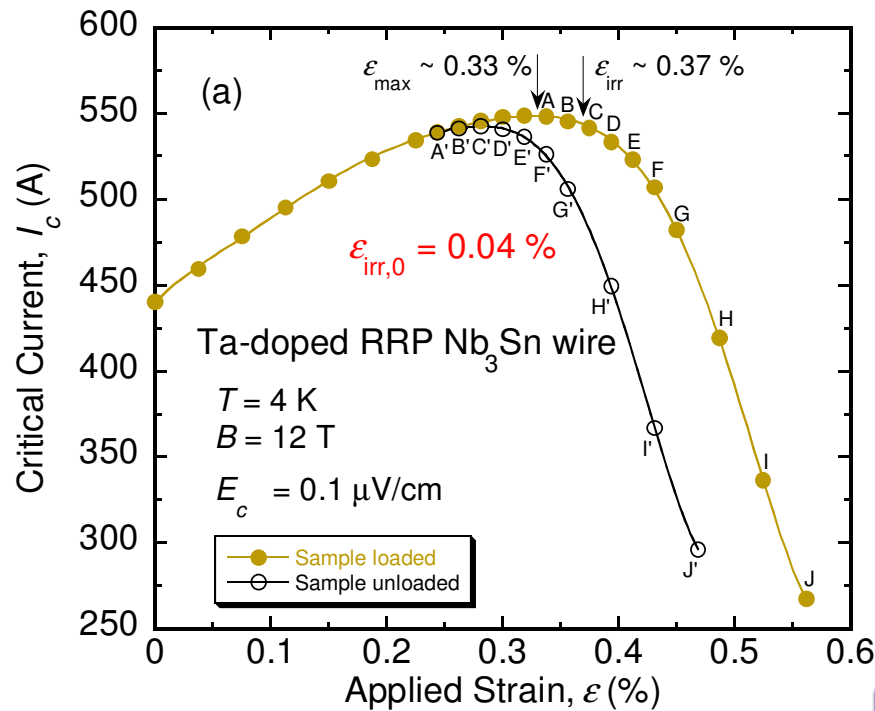 600
550
500
450
400
350
300
250
Critical Current, I_c (A)
(a)
ε_max ~ 0.33 %
ε_irr ~ 0.37 %
A
B
C
D
E
F
G
H
I
J
A'
B'
C'
D'
E'
F'
G'
H'
I'
J'
ε_irr,0 = 0.04 %
Ta-doped RRP Nb₃Sn wire
T = 4 K
B = 12 T
E_c = 0.1 μV/cm
Sample loaded
Sample unloaded
0 0.1 0.2 0.3 0.4 0.5 0.6
Applied Strain, ε (%)